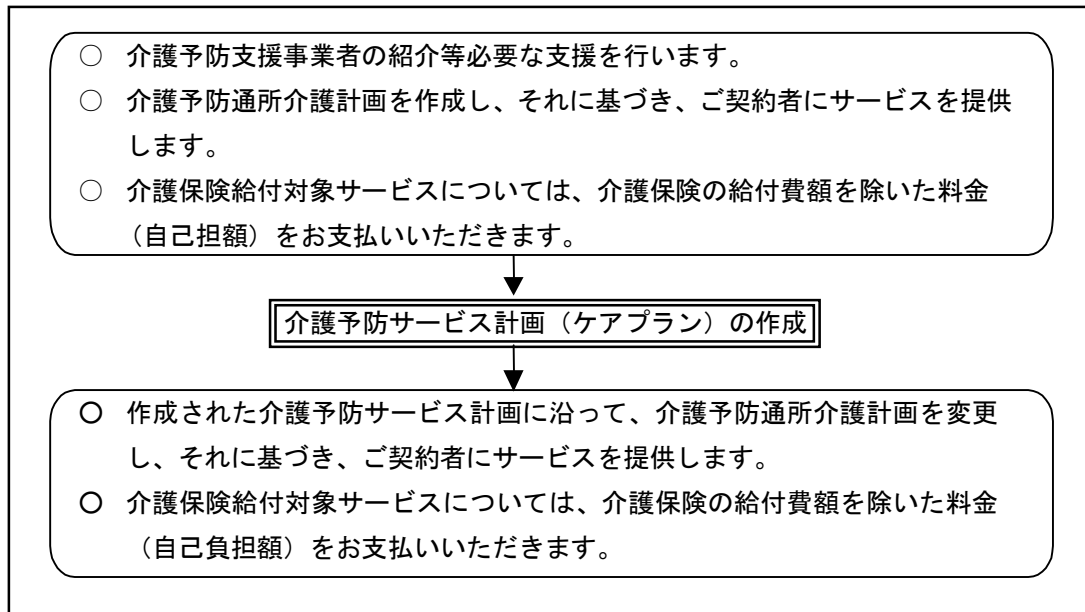 ○ 介護予防支援事業者の紹介等必要な支援を行います。
○ 介護予防通所介護計画を作成し、それに基づき、ご契約者にサービスを提供
します。
○ 介護保険給付対象サービスについては、介護保険の給付費額を除いた料金
（自己担額）をお支払いいただきます。
介護予防サービス計画（ケアプラン）の作成
○ 作成された介護予防サービス計画に沿って、介護予防通所介護計画を変更
し、それに基づき、ご契約者にサービスを提供します。
○ 介護保険給付対象サービスについては、介護保険の給付費額を除いた料金
（自己負担額）をお支払いいただきます。